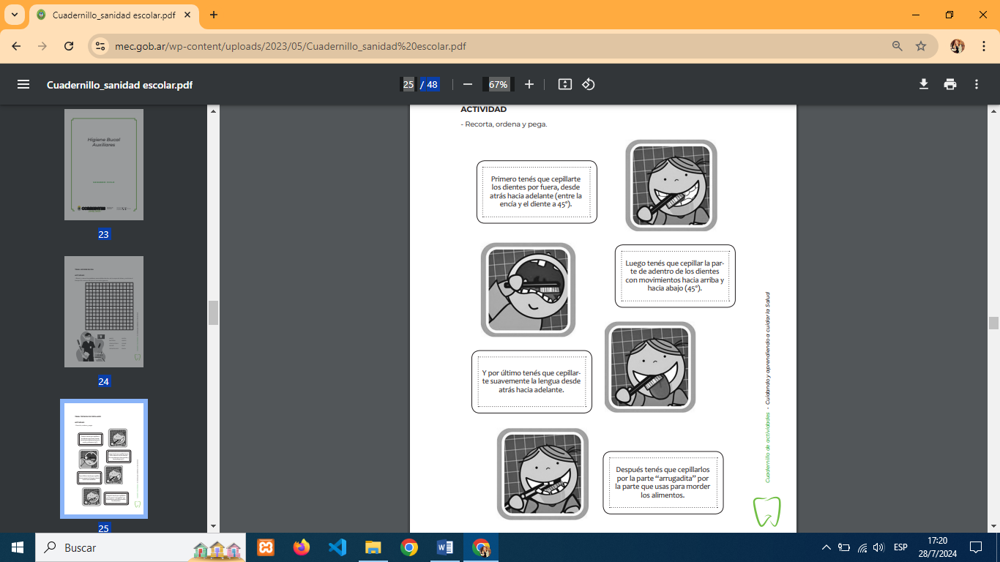 Cuadernillo_sanidad escolar.pdf
mec.gob.ar/wp-content/uploads/2023/05/Cuadernillo_sanidad%20escolar.pdf
Cuadernillo_sanidad escolar.pdf
25 / 48
67%
Higiene Bucal
Auxiliares
23
24
25
ACTIVIDAD
- Recorta, ordena y pega.
Primero tenés que cepillarte
los dientes por fuera, desde
atrás hacia adelante (entre la
encía y el diente a 45°).
Luego tenés que cepillar la par-
te de adentro de los dientes
con movimientos hacia arriba y
hacia abajo (45°).
Y por último tenés que cepillar-
te suavemente la lengua desde
atrás hacia adelante.
Después tenés que cepillarlos
por la parte “arrugadita” por
la parte que usas para morder
los alimentos.
Cuadernillo de actividades - Cuidando y aprendiendo a cuidar la Salud
Buscar
ESP
17:20
28/7/2024